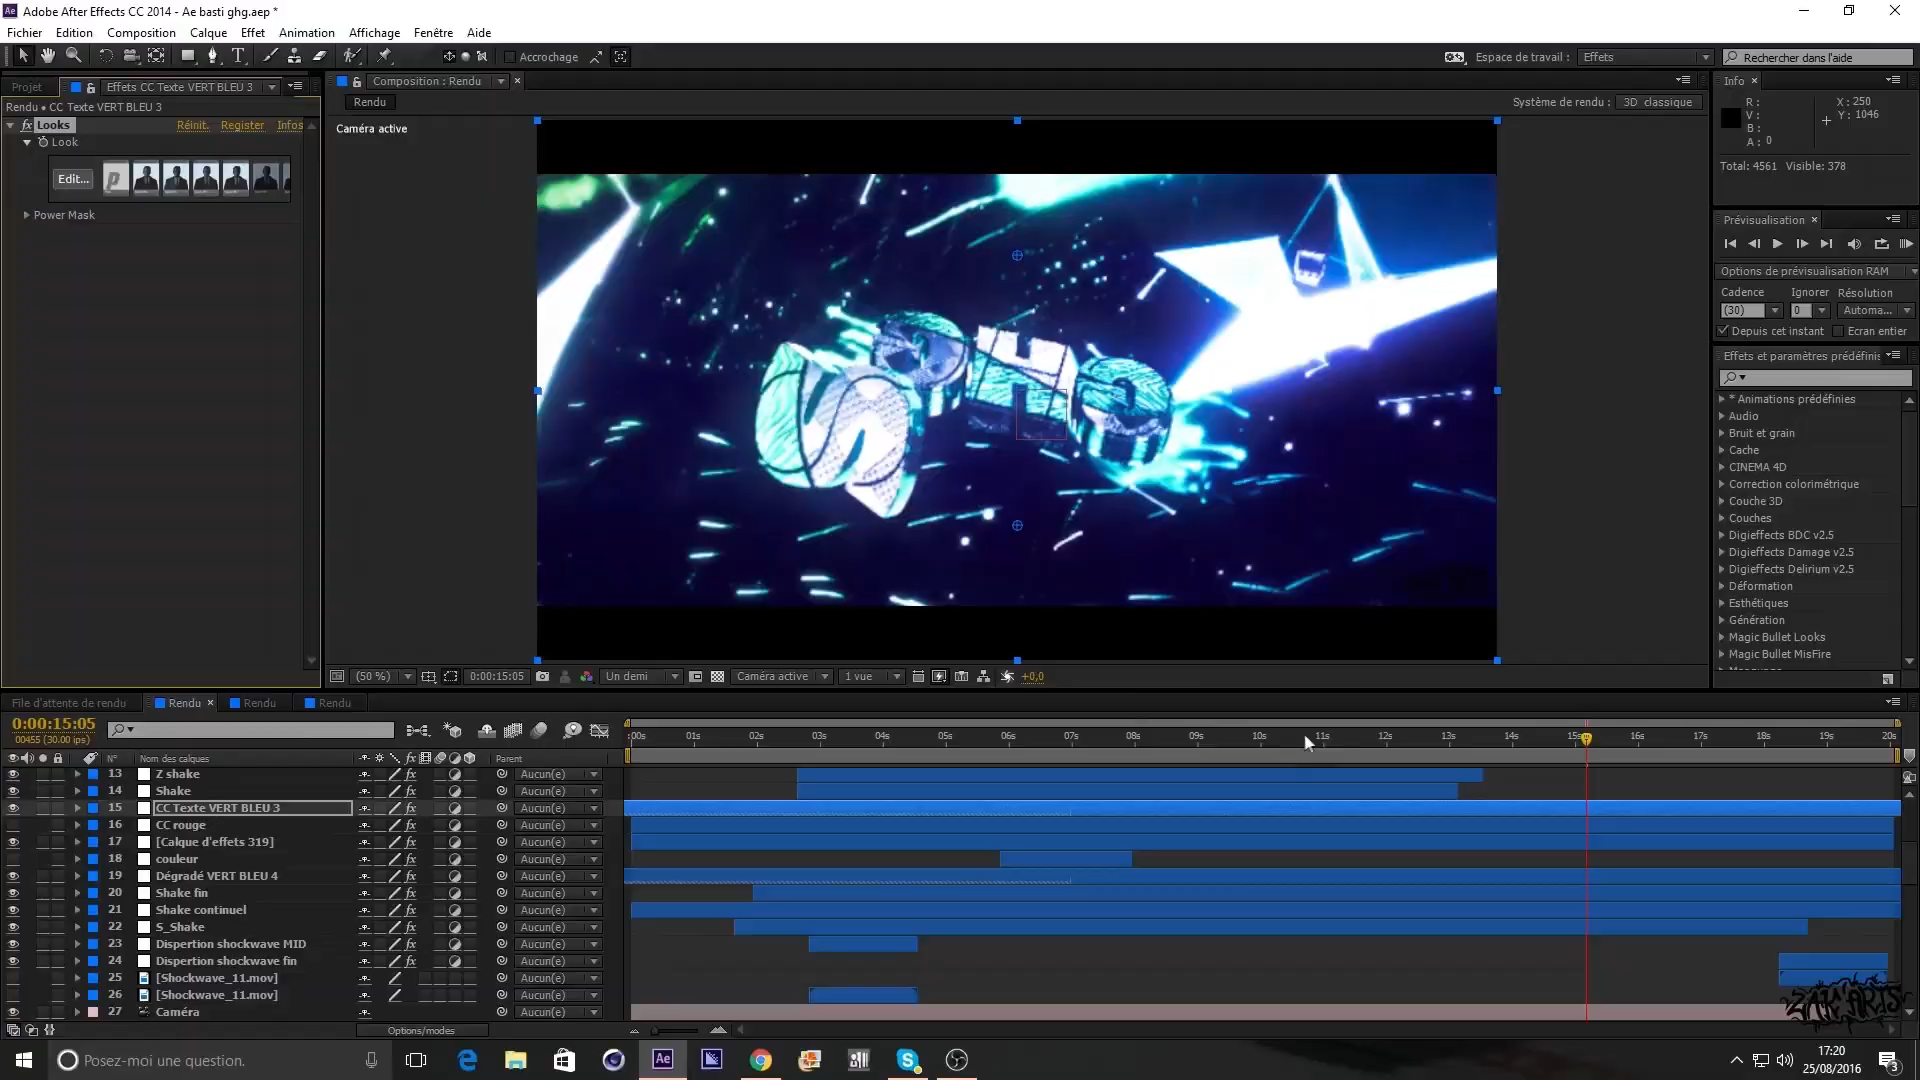 Adobe After Effects CC 2014 - Ae basti ghg.aep *
Fichier Edition Composition Calque Effet Animation Affichage Fenêtre Aide
Accrochage
Espace de travail : Effets
Rechercher dans l'aide
Projet Effets CC Texte VERT BLEU 3
Rendu • CC Texte VERT BLEU 3
fx Looks Réinit. Register Infos
Look
Edit...
Power Mask
Composition : Rendu
Rendu
Système de rendu : 3D classique
Caméra active
(50 %) 0:00:15:05 Un demi Caméra active 1 vue +0,0
Info
R : X : 250
V : Y : 1046
B :
A : 0
Total: 4561 Visible: 378
Prévisualisation
Options de prévisualisation RAM
Cadence Ignorer Résolution
(30) 0 Automa...
Depuis cet instant Ecran entier
Effets et paramètres prédéfinis
* Animations prédéfinies
Audio
Bruit et grain
Cache
CINEMA 4D
Correction colorimétrique
Couche 3D
Couches
Digieffects BDC v2.5
Digieffects Damage v2.5
Digieffects Delirium v2.5
Déformation
Esthétiques
Génération
Magic Bullet Looks
Magic Bullet MisFire
File d'attente de rendu Rendu Rendu Rendu
0:00:15:05
00455 (30.00 ips)
:00s 01s 02s 03s 04s 05s 06s 07s 08s 09s 10s 11s 12s 13s 14s 15s 16s 17s 18s 19s 20s
N° Nom des calques Parent
13 Z shake Aucun(e)
14 Shake Aucun(e)
15 CC Texte VERT BLEU 3 Aucun(e)
16 CC rouge Aucun(e)
17 [Calque d'effets 319] Aucun(e)
18 couleur Aucun(e)
19 Dégradé VERT BLEU 4 Aucun(e)
20 Shake fin Aucun(e)
21 Shake continuel Aucun(e)
22 S_Shake Aucun(e)
23 Dispertion shockwave MID Aucun(e)
24 Dispertion shockwave fin Aucun(e)
25 [Shockwave_11.mov] Aucun(e)
26 [Shockwave_11.mov] Aucun(e)
27 Caméra Aucun(e)
Options/modes
Posez-moi une question.
17:20
25/08/2016
3